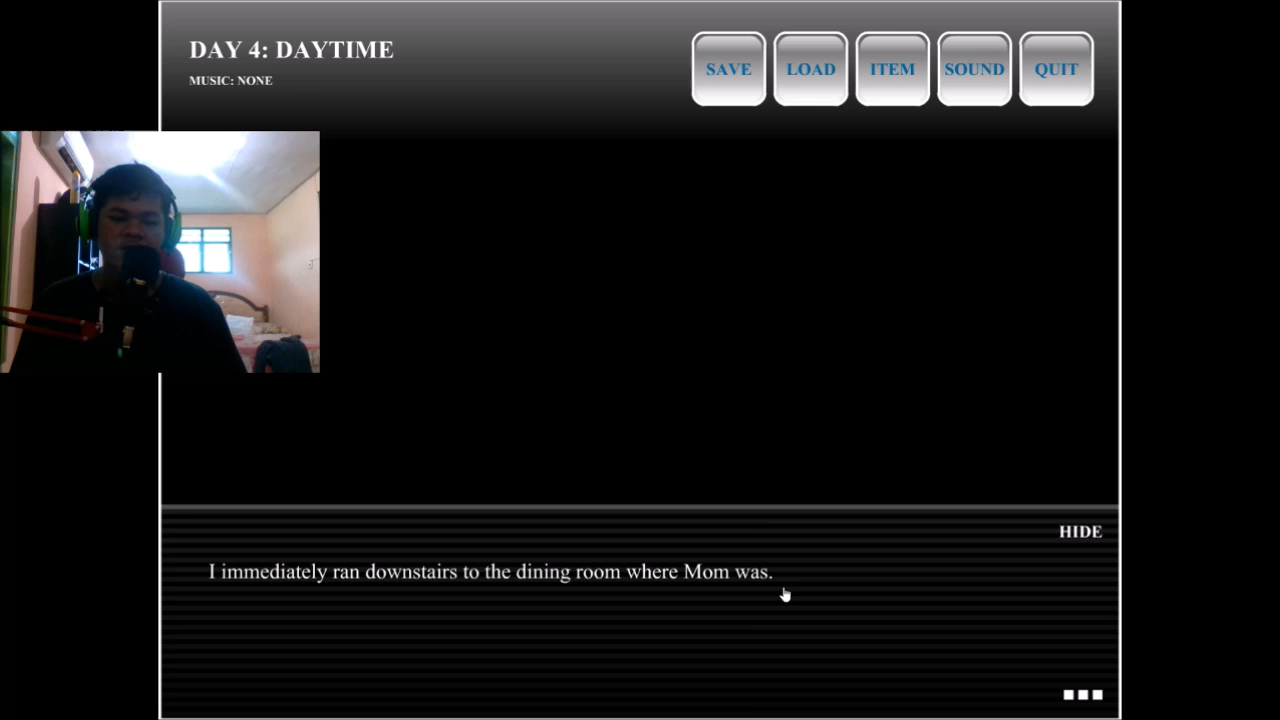 DAY 4: DAYTIME
MUSIC: NONE
SAVE
LOAD
ITEM
SOUND
QUIT
HIDE
I immediately ran downstairs to the dining room where Mom was.